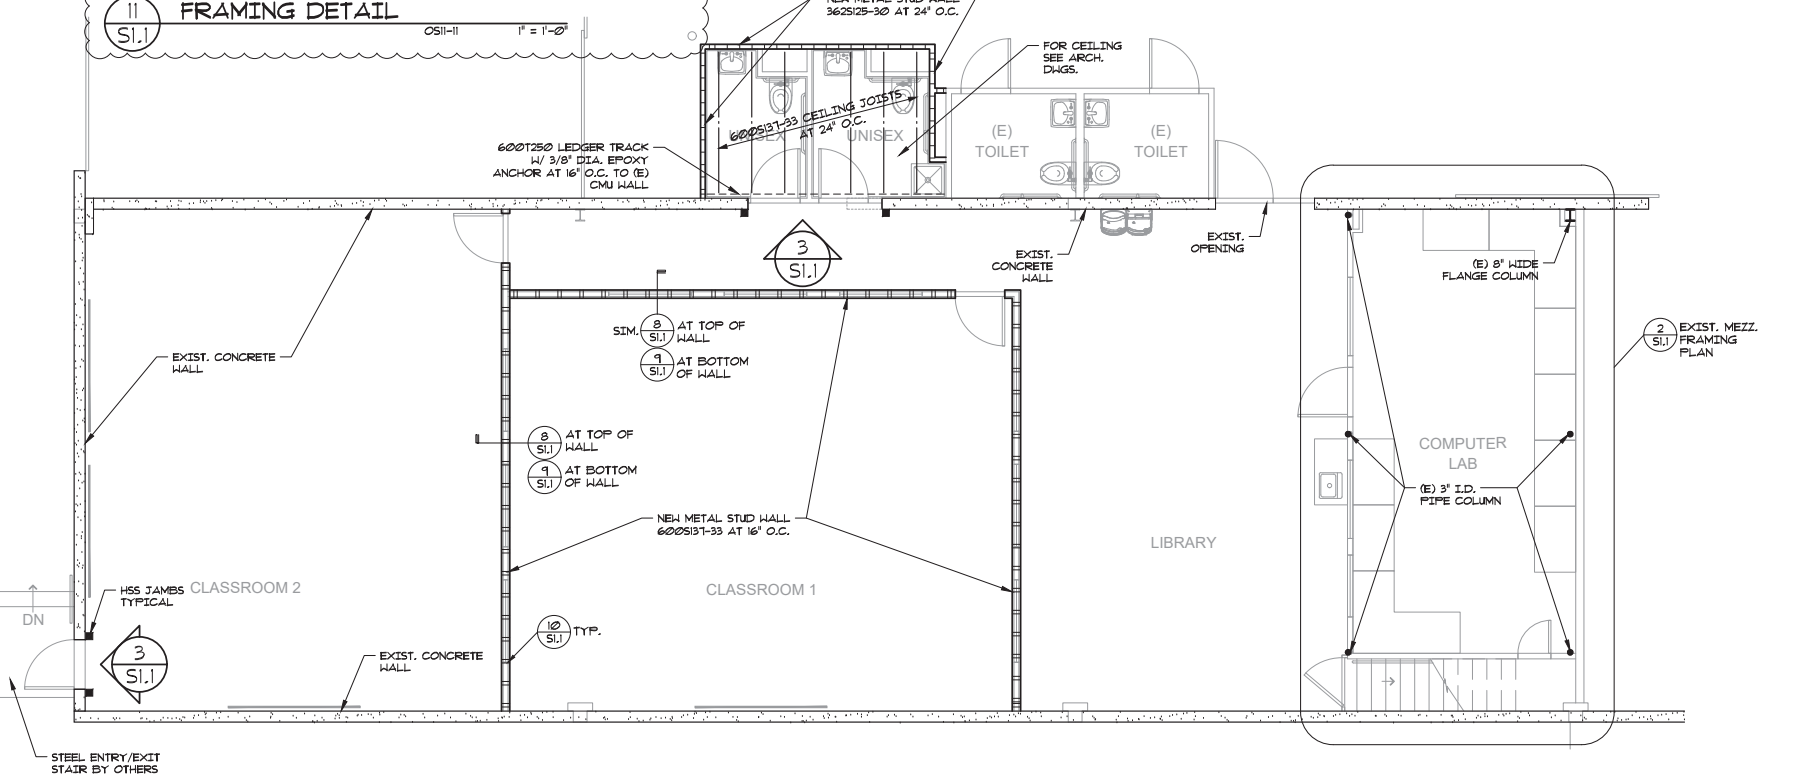 11
S1.1
FRAMING DETAIL
OS11-11
1" = 1'-0"
NEW METAL STUD WALL
362S125-30 AT 24" O.C.
FOR CEILING
SEE ARCH.
DWGS.
600S137-33 CEILING JOISTS
AT 24" O.C.
UNISEX
UNISEX
(E)
TOILET
(E)
TOILET
600T250 LEDGER TRACK
W/ 3/8" DIA. EPOXY
ANCHOR AT 16" O.C. TO (E)
CMU WALL
3
S1.1
EXIST.
CONCRETE
WALL
EXIST.
OPENING
(E) 8" WIDE
FLANGE COLUMN
SIM.
8
S1.1
AT TOP OF
WALL
9
S1.1
AT BOTTOM
OF WALL
2
S1.1
EXIST. MEZZ.
FRAMING
PLAN
EXIST. CONCRETE
WALL
8
S1.1
AT TOP OF
WALL
9
S1.1
AT BOTTOM
OF WALL
COMPUTER
LAB
(E) 3" I.D.
PIPE COLUMN
NEW METAL STUD WALL
600S137-33 AT 16" O.C.
LIBRARY
CLASSROOM 2
CLASSROOM 1
HSS JAMBS
TYPICAL
DN
10
S1.1
TYP.
3
S1.1
EXIST. CONCRETE
WALL
STEEL ENTRY/EXIT
STAIR BY OTHERS